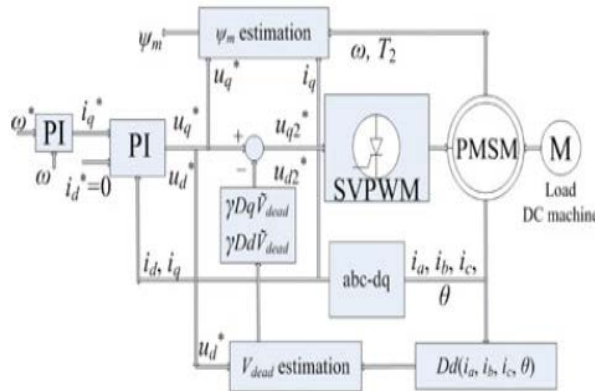 ψm
ψm estimation
ω, T2
uq*
iq
ω*
PI
iq*
PI
uq*
+
uq2*
SVPWM
PMSM
M
ω
id*=0
ud*
−
ud2*
Load
DC machine
γDqṼdead
γDdṼdead
id, iq
abc-dq
ia, ib, ic,
θ
ud*
Vdead estimation
Dd(ia, ib, ic, θ)